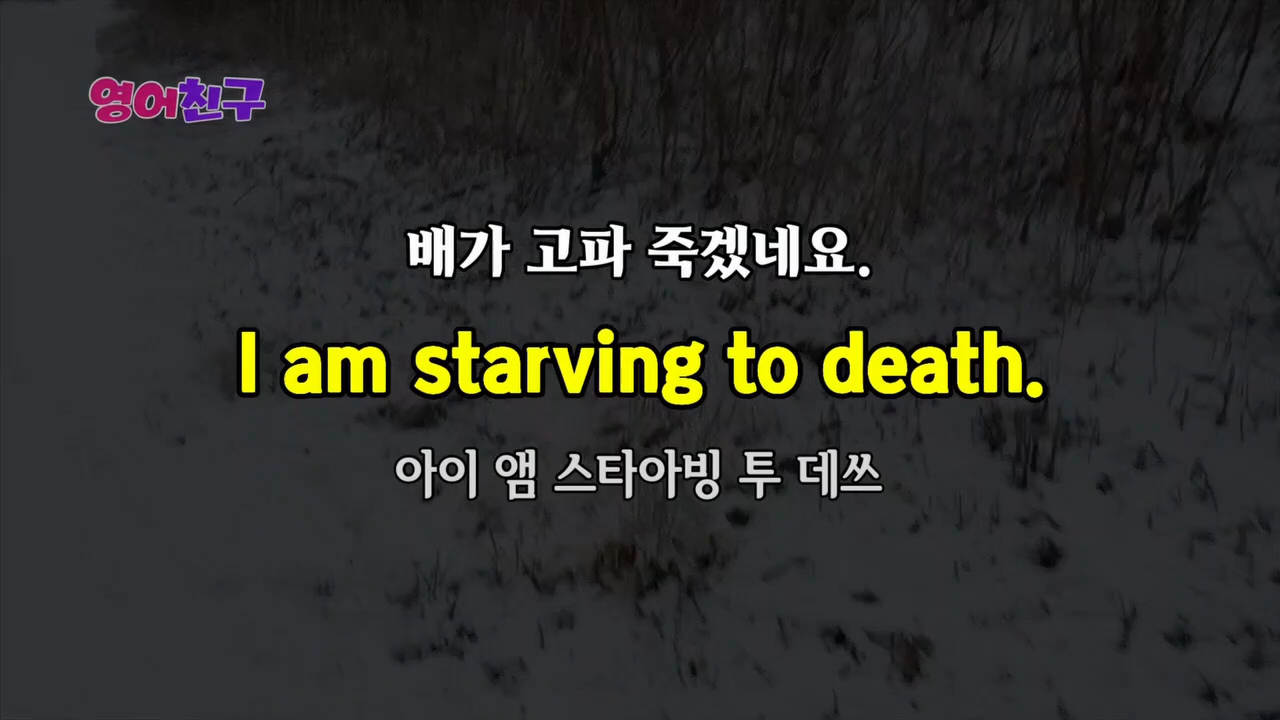 영어친구
배가 고파 죽겠네요.
I am starving to death.
아이 앰 스타아빙 투 데쓰